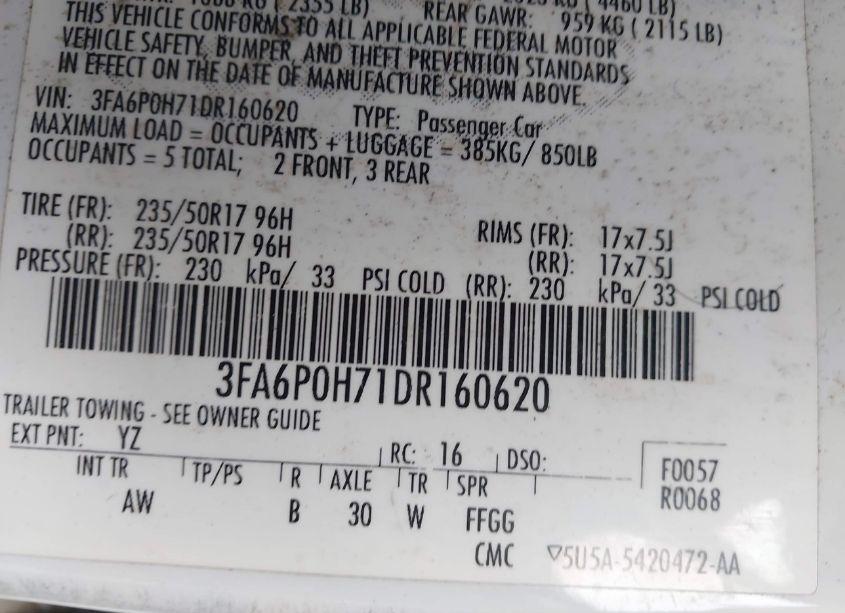 ( 2355 LB) ( 4460 LB)
REAR GAWR: 959 KG ( 2115 LB)
THIS VEHICLE CONFORMS TO ALL APPLICABLE FEDERAL MOTOR
VEHICLE SAFETY, BUMPER, AND THEFT PREVENTION STANDARDS
IN EFFECT ON THE DATE OF MANUFACTURE SHOWN ABOVE.
VIN: 3FA6P0H71DR160620 TYPE: Passenger Car
MAXIMUM LOAD = OCCUPANTS + LUGGAGE = 385KG/ 850LB
OCCUPANTS = 5 TOTAL; 2 FRONT, 3 REAR
TIRE (FR): 235/50R17 96H RIMS (FR): 17x7.5J
(RR): 235/50R17 96H (RR): 17x7.5J
PRESSURE (FR): 230 kPa/ 33 PSI COLD (RR): 230 kPa/ 33 PSI COLD
3FA6P0H71DR160620
TRAILER TOWING - SEE OWNER GUIDE
EXT PNT: YZ RC: 16 DSO: F0057
INT TR TP/PS R AXLE TR SPR R0068
AW B 30 W FFGG
CMC ▽5U5A-5420472-AA